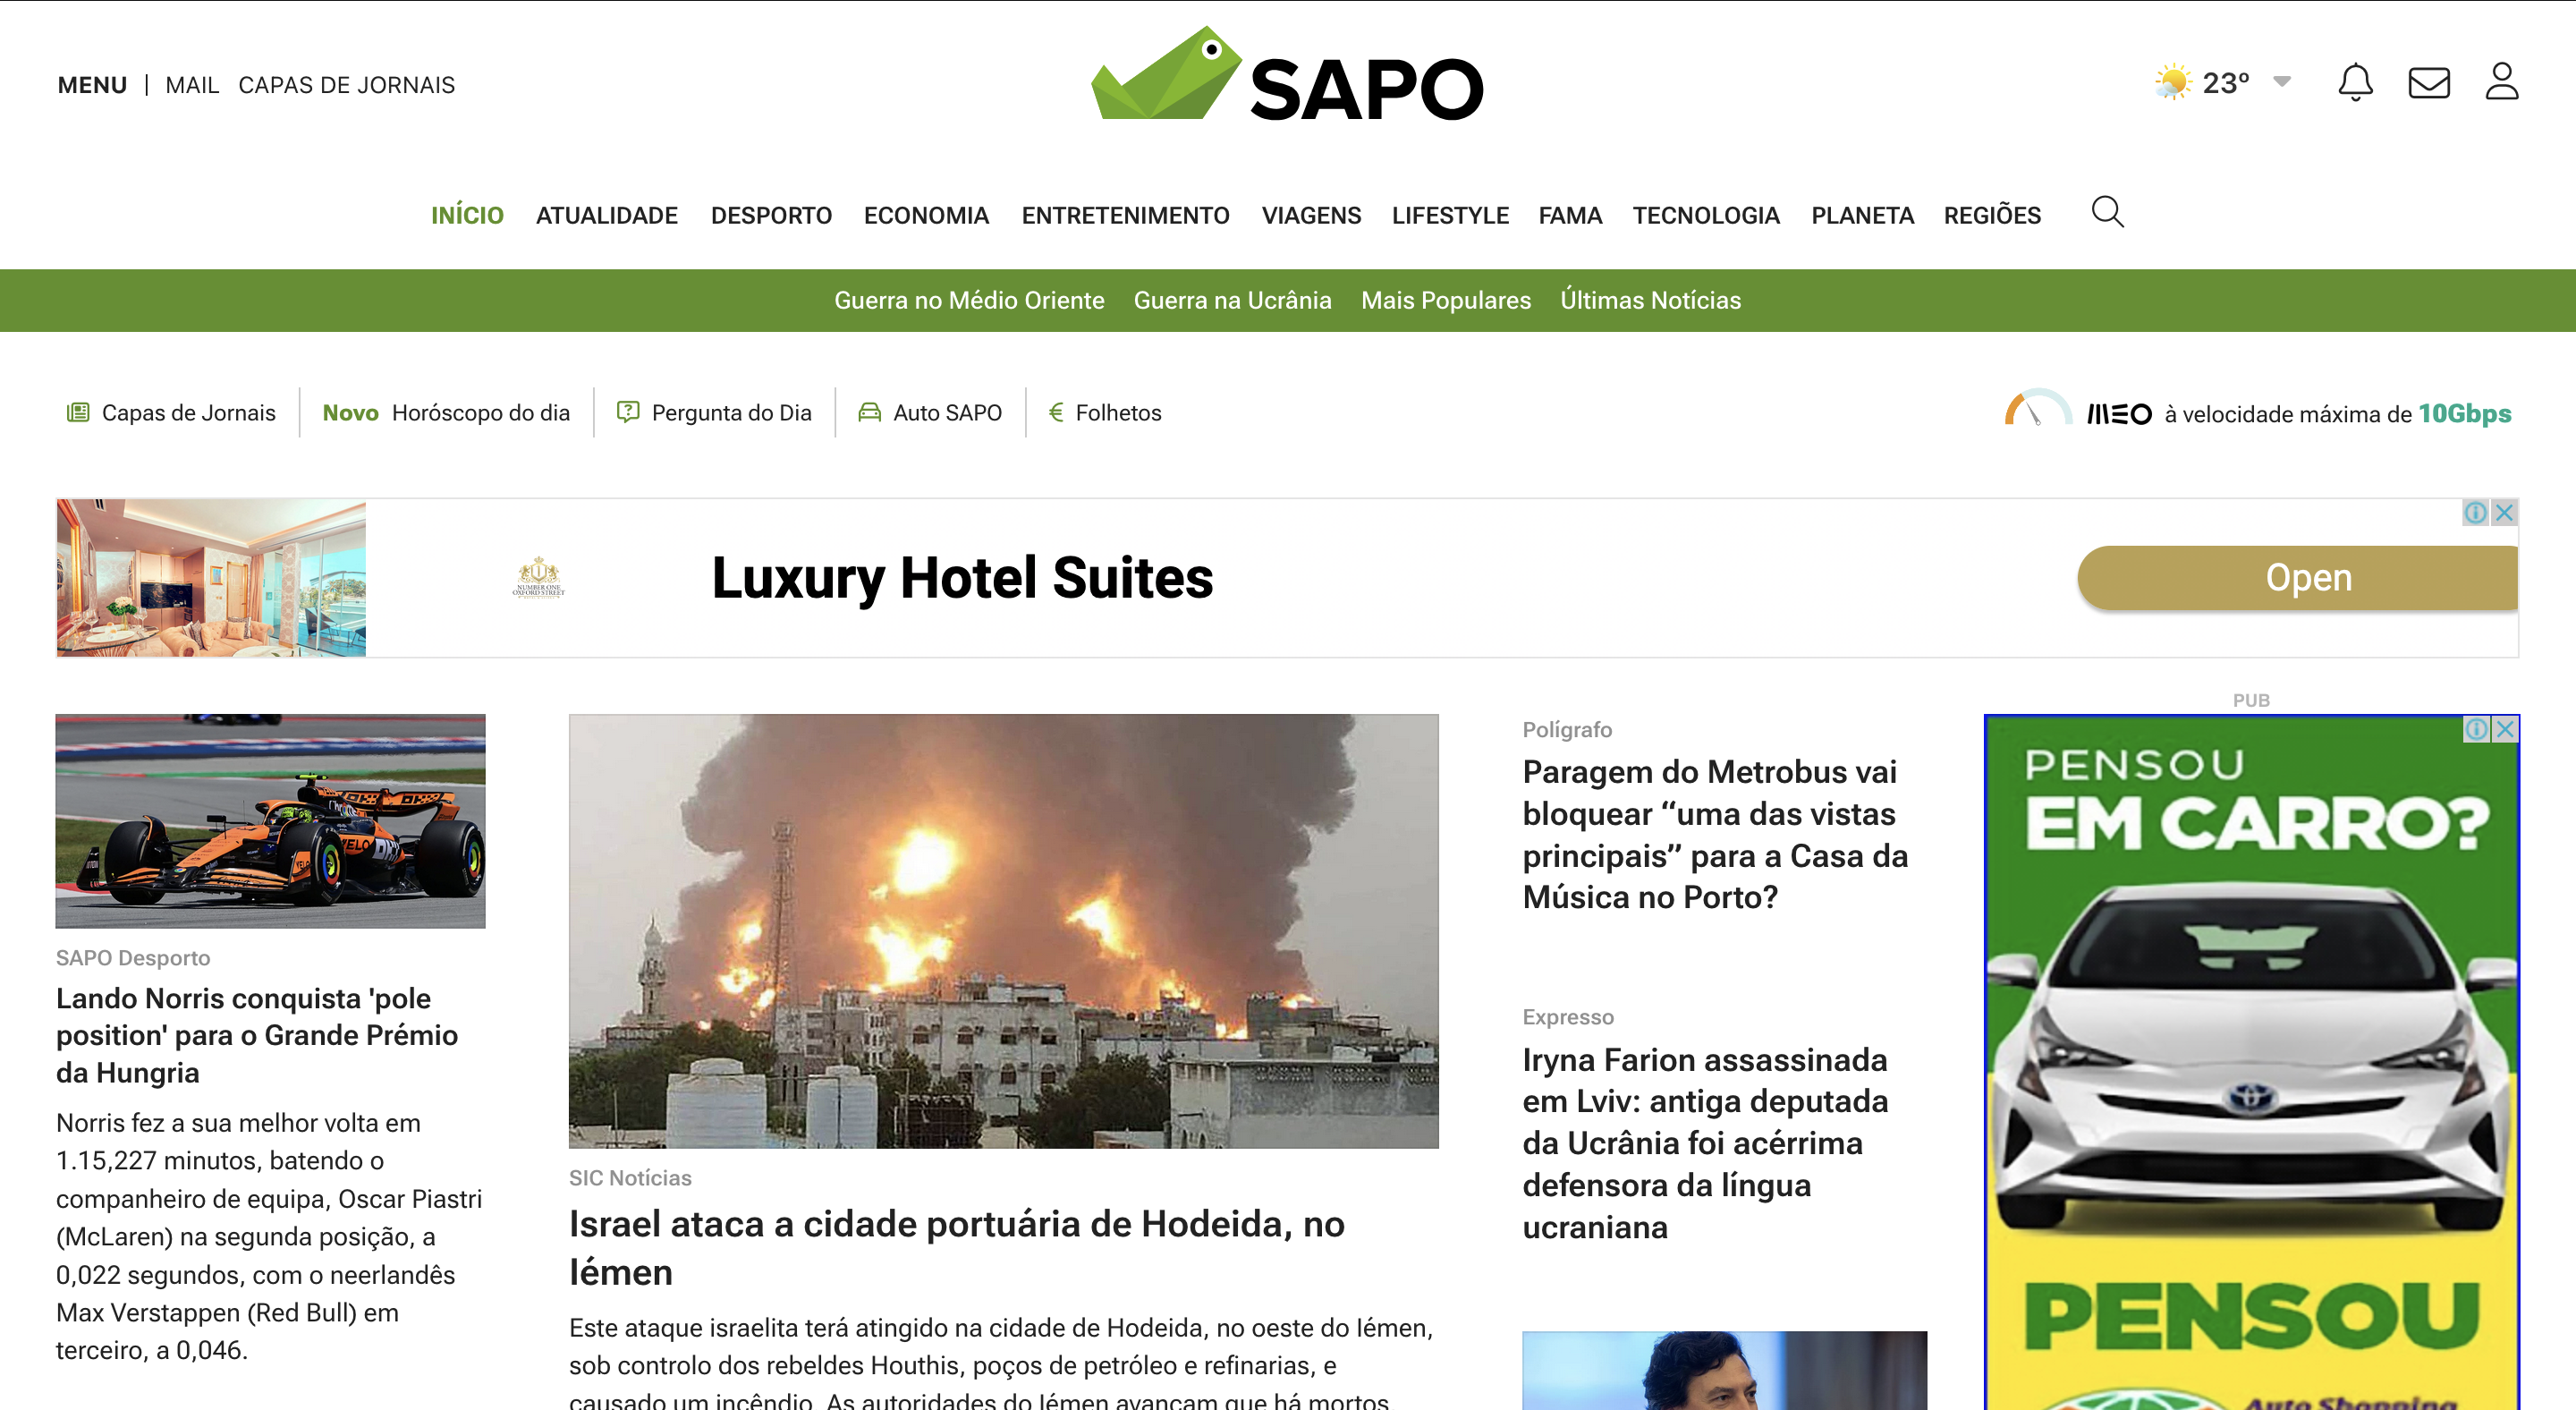 MENU | MAIL CAPAS DE JORNAIS
SAPO
23º
INÍCIO ATUALIDADE DESPORTO ECONOMIA ENTRETENIMENTO VIAGENS LIFESTYLE FAMA TECNOLOGIA PLANETA REGIÕES
Guerra no Médio Oriente Guerra na Ucrânia Mais Populares Últimas Notícias
Capas de Jornais
Novo Horóscopo do dia
Pergunta do Dia
Auto SAPO
€ Folhetos
MEO à velocidade máxima de 10Gbps
NUMBER ONE
OXFORD STREET
Luxury Hotel Suites
Open
SAPO Desporto
Lando Norris conquista 'pole
position' para o Grande Prémio
da Hungria
Norris fez a sua melhor volta em
1.15,227 minutos, batendo o
companheiro de equipa, Oscar Piastri
(McLaren) na segunda posição, a
0,022 segundos, com o neerlandês
Max Verstappen (Red Bull) em
terceiro, a 0,046.
SIC Notícias
Israel ataca a cidade portuária de Hodeida, no
Iémen
Este ataque israelita terá atingido na cidade de Hodeida, no oeste do Iémen,
sob controlo dos rebeldes Houthis, poços de petróleo e refinarias, e
causado um incêndio. As autoridades do Iémen avançam que há mortos
Polígrafo
Paragem do Metrobus vai
bloquear “uma das vistas
principais” para a Casa da
Música no Porto?
Expresso
Iryna Farion assassinada
em Lviv: antiga deputada
da Ucrânia foi acérrima
defensora da língua
ucraniana
PUB
PENSOU
EM CARRO?
PENSOU
Auto Shopping